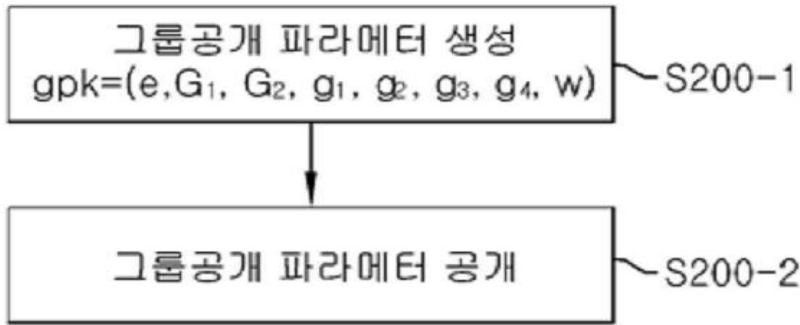 그룹공개 파라메터 생성
gpk=(e,G₁, G₂, g₁, g₂, g₃, g₄, w)
S200-1
그룹공개 파라메터 공개
S200-2